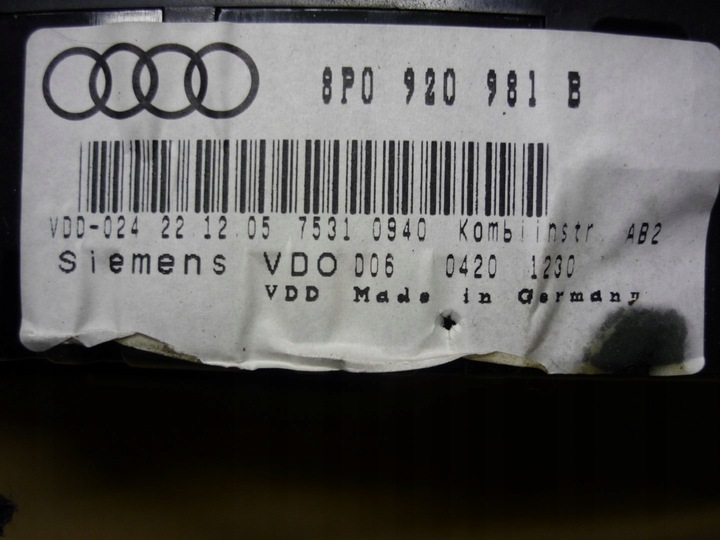 8P0 920 981 B
VDD-024 22.12.05 7531 0940 Kombiinstr. AB2
Siemens VDO D06 0420 1230
VDD Made in Germany